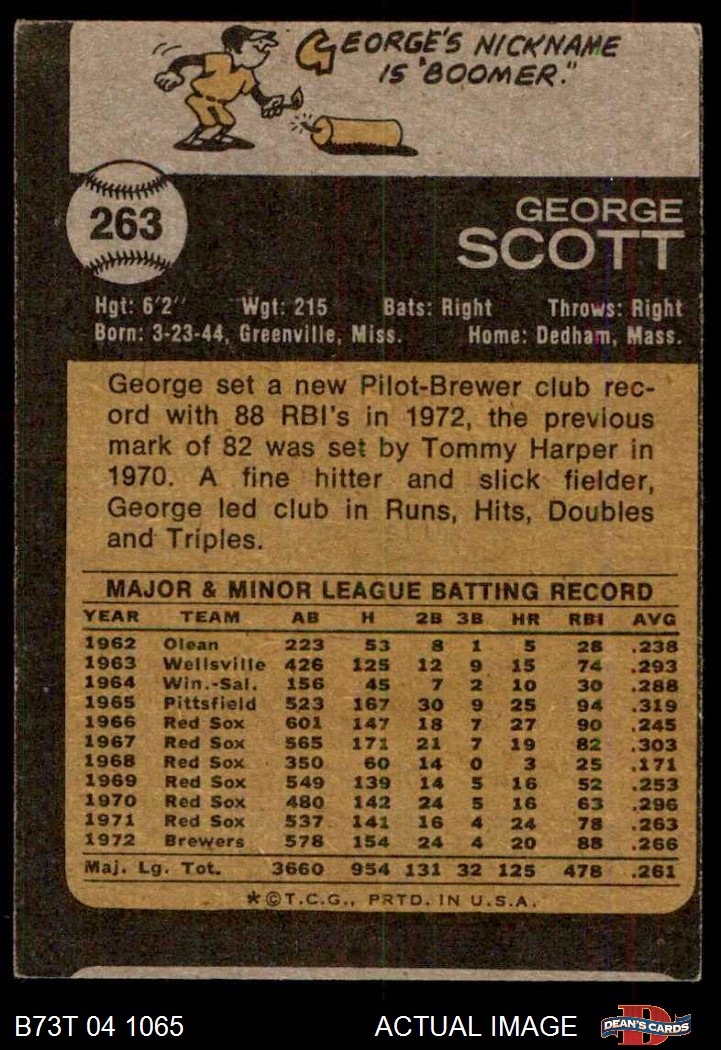 GEORGE'S NICKNAME
IS "BOOMER."
263
GEORGE
SCOTT
Hgt: 6'2" Wgt: 215 Bats: Right Throws: Right
Born: 3-23-44, Greenville, Miss. Home: Dedham, Mass.
George set a new Pilot-Brewer club rec-
ord with 88 RBI's in 1972, the previous
mark of 82 was set by Tommy Harper in
1970. A fine hitter and slick fielder,
George led club in Runs, Hits, Doubles
and Triples.
MAJOR & MINOR LEAGUE BATTING RECORD
YEAR TEAM AB H 2B 3B HR RBI AVG
1962 Olean 223 53 8 1 5 28 .238
1963 Wellsville 426 125 12 9 15 74 .293
1964 Win.-Sal. 156 45 7 2 10 30 .288
1965 Pittsfield 523 167 30 9 25 94 .319
1966 Red Sox 601 147 18 7 27 90 .245
1967 Red Sox 565 171 21 7 19 82 .303
1968 Red Sox 350 60 14 0 3 25 .171
1969 Red Sox 549 139 14 5 16 52 .253
1970 Red Sox 480 142 24 5 16 63 .296
1971 Red Sox 537 141 16 4 24 78 .263
1972 Brewers 578 154 24 4 20 88 .266
Maj. Lg. Tot. 3660 954 131 32 125 478 .261
*©T.C.G., PRTD. IN U.S.A.
B73T 04 1065 ACTUAL IMAGE
D
DEAN'S CARDS